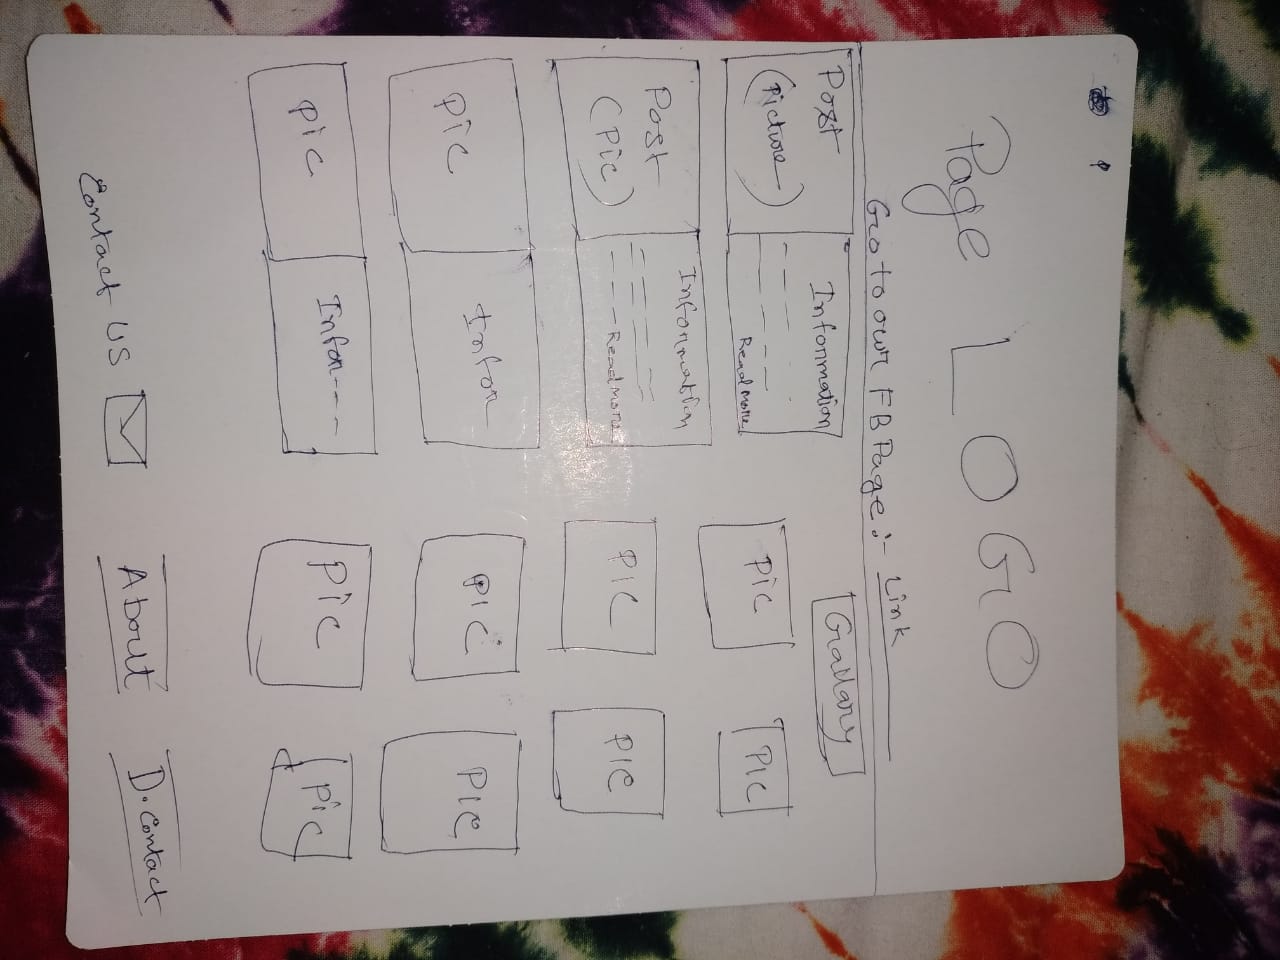 Page LOGO
Go to our FB Page :- Link
Post
(Picture)
Information
Read more
Gallary
Pic
Pic
Post
(Pic)
Information
Read more
PIC
PIC
Pic
Infor
PIC
PIC
Pic
Infor---
Pic
Pic
Contact us
About
D. contact